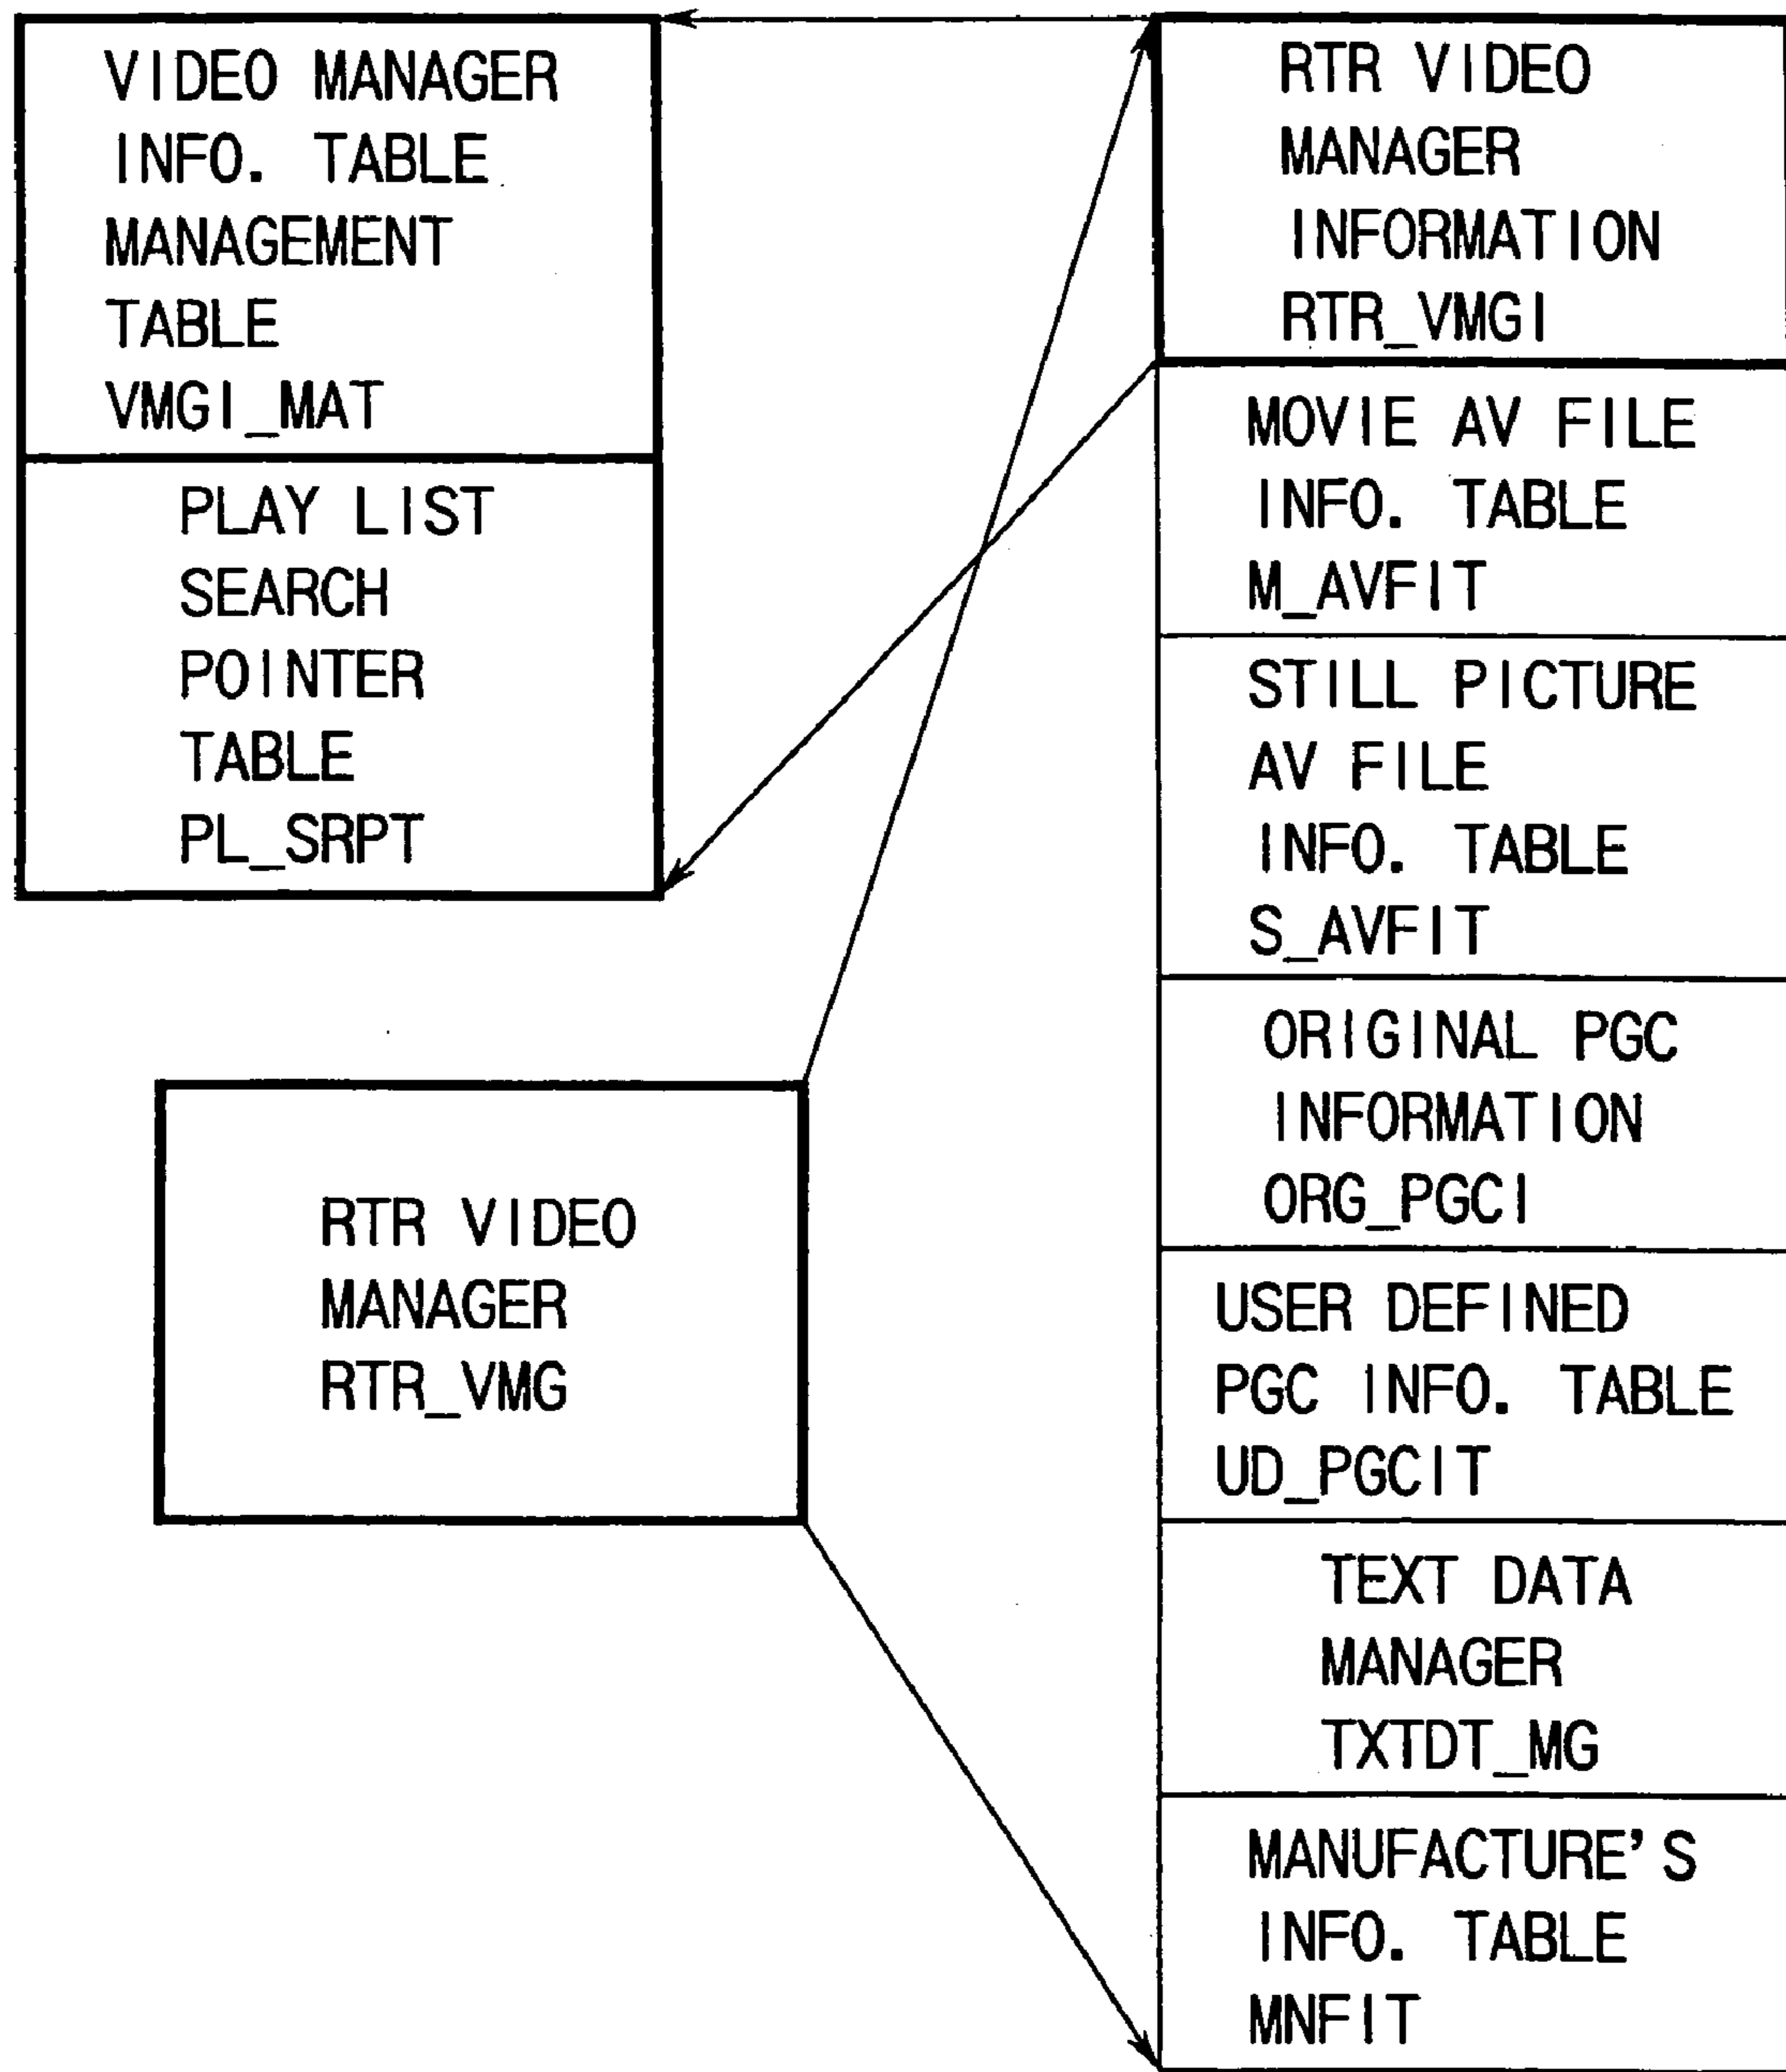 VIDEO MANAGER
INFO. TABLE
MANAGEMENT
TABLE
VMGI_MAT
PLAY LIST
SEARCH
POINTER
TABLE
PL_SRPT
RTR VIDEO
MANAGER
RTR_VMG
RTR VIDEO
MANAGER
INFORMATION
RTR_VMGI
MOVIE AV FILE
INFO. TABLE
M_AVFIT
STILL PICTURE
AV FILE
INFO. TABLE
S_AVFIT
ORIGINAL PGC
INFORMATION
ORG_PGCI
USER DEFINED
PGC INFO. TABLE
UD_PGCIT
TEXT DATA
MANAGER
TXTDT_MG
MANUFACTURE'S
INFO. TABLE
MNFIT